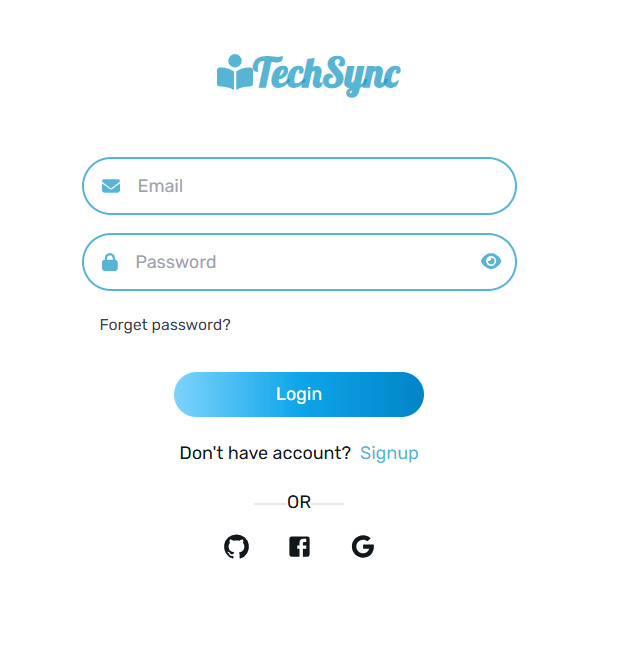 TechSync
Email
Password
Forget password?
Login
Don't have account? Signup
OR